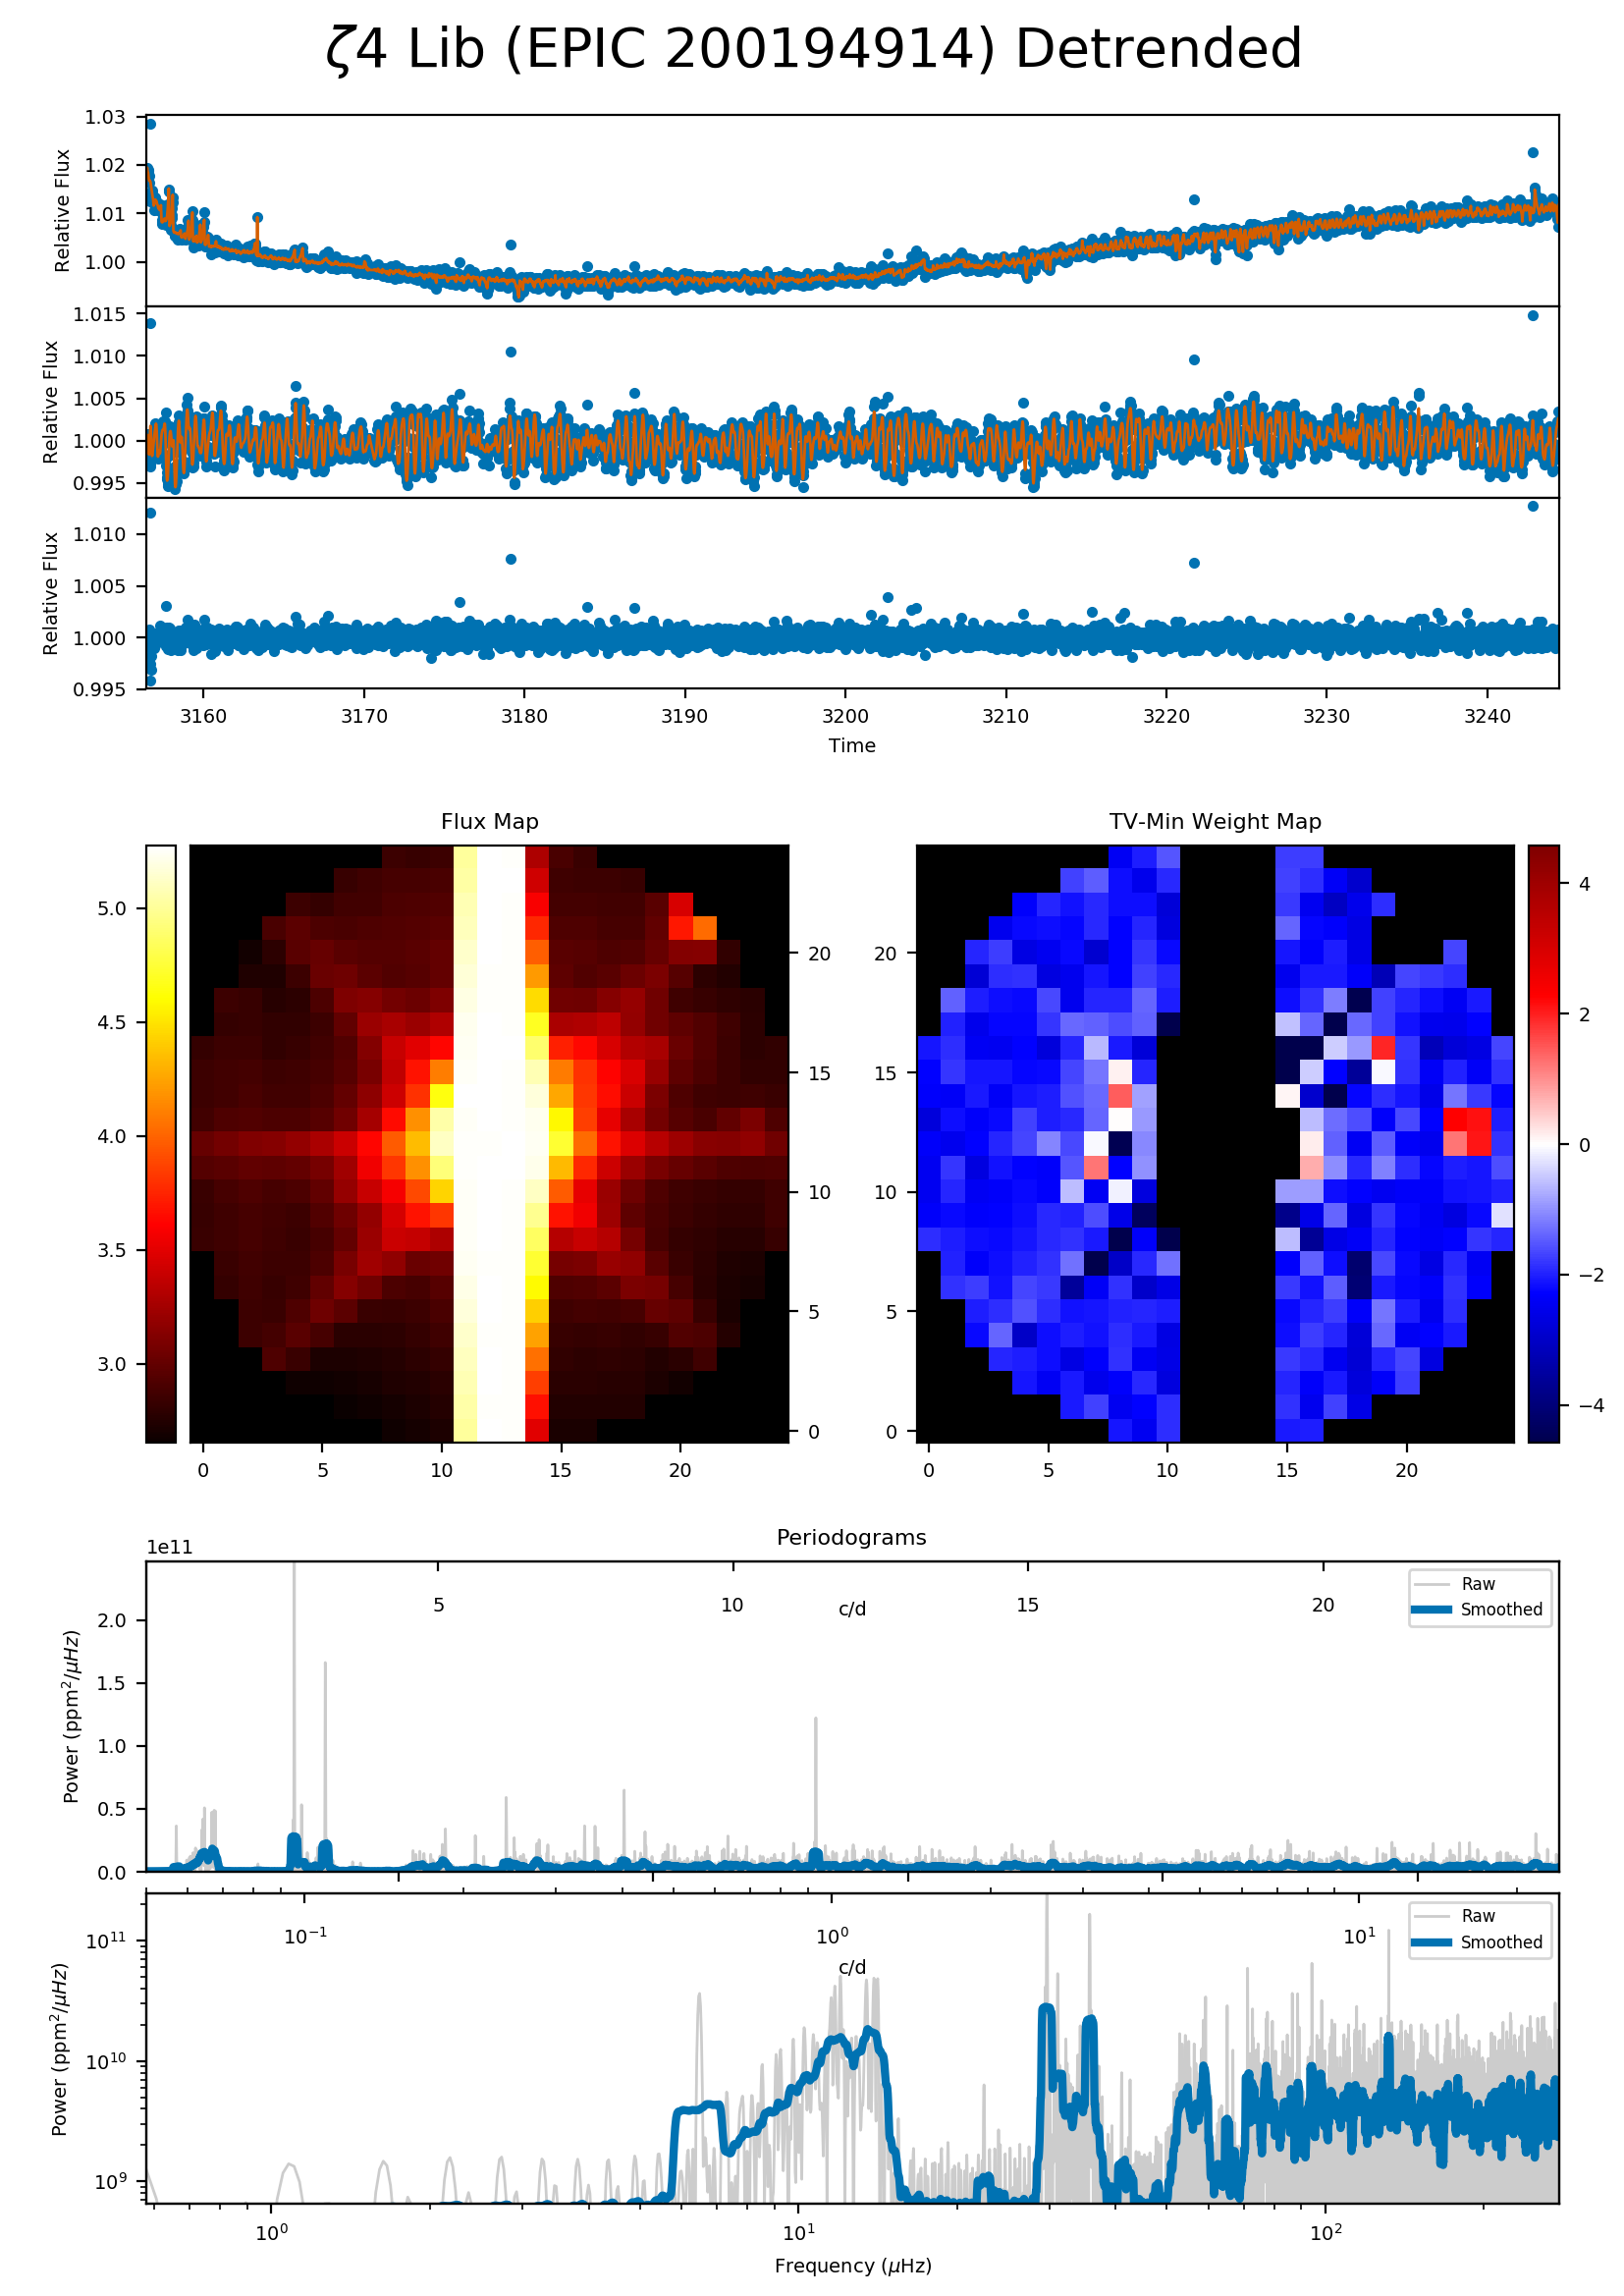 ζ4 Lib (EPIC 200194914) Detrended
1.03
1.02
1.01
1.00
Relative Flux
1.015
1.010
1.005
1.000
0.995
Relative Flux
1.010
1.005
1.000
0.995
Relative Flux
3160 3170 3180 3190 3200 3210 3220 3230 3240
Time
Flux Map
TV-Min Weight Map
5.0
4.5
4.0
3.5
3.0
20
15
10
5
0
0 5 10 15 20
20
15
10
5
0
0 5 10 15 20
4
2
0
−2
−4
Periodograms
1e11
5 10 15 20
c/d
Raw
Smoothed
2.0
1.5
1.0
0.5
0.0
Power (ppm²/μHz)
10⁻¹ 10⁰ 10¹
c/d
Raw
Smoothed
10¹¹
10¹⁰
10⁹
Power (ppm²/μHz)
10⁰ 10¹ 10²
Frequency (μHz)